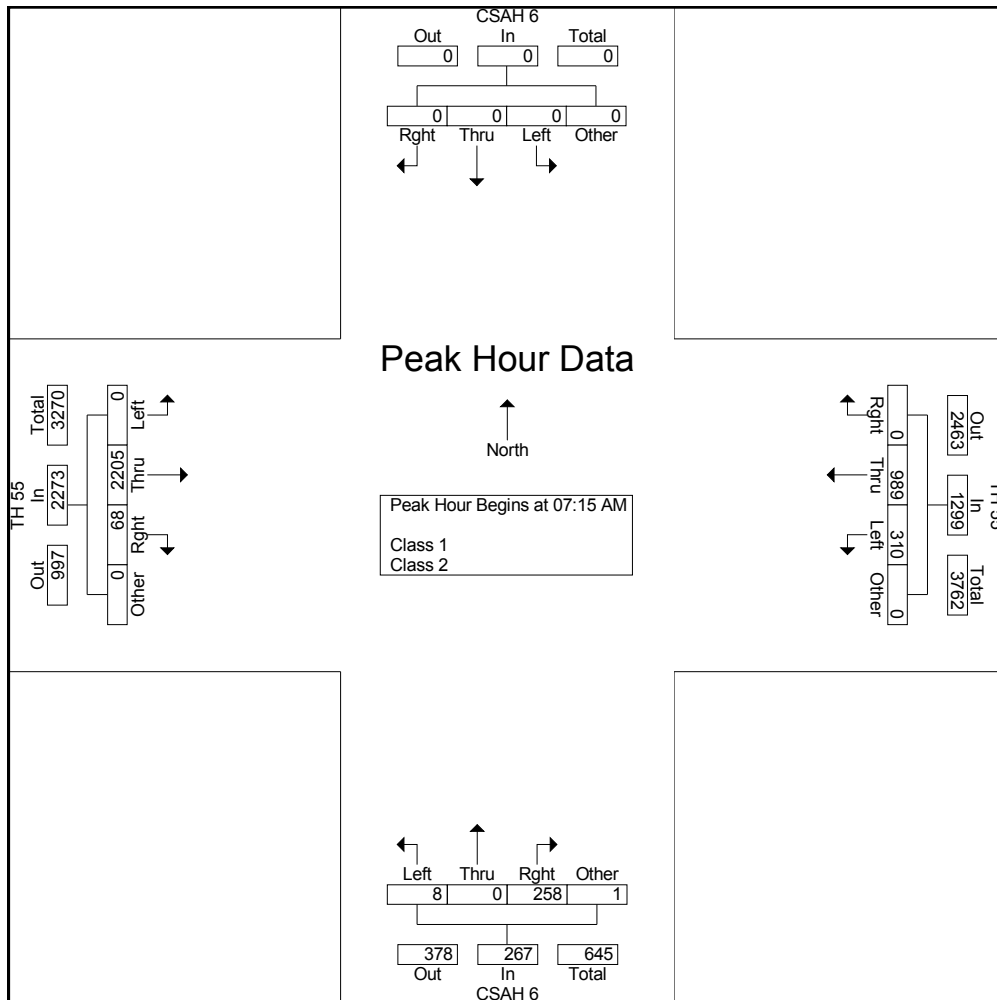 CSAH 6
Out In Total
0 0 0
0 0 0 0
Rght Thru Left Other
Peak Hour Data
North
Peak Hour Begins at 07:15 AM
Class 1
Class 2
TH 55
Out In Total
997 2273 3270
Left Thru Rght Other
0 2205 68 0
Rght Thru Left Other
0 989 310 0
Out In Total
2463 1299 3762
Left Thru Rght Other
8 0 258 1
378 267 645
Out In Total
CSAH 6